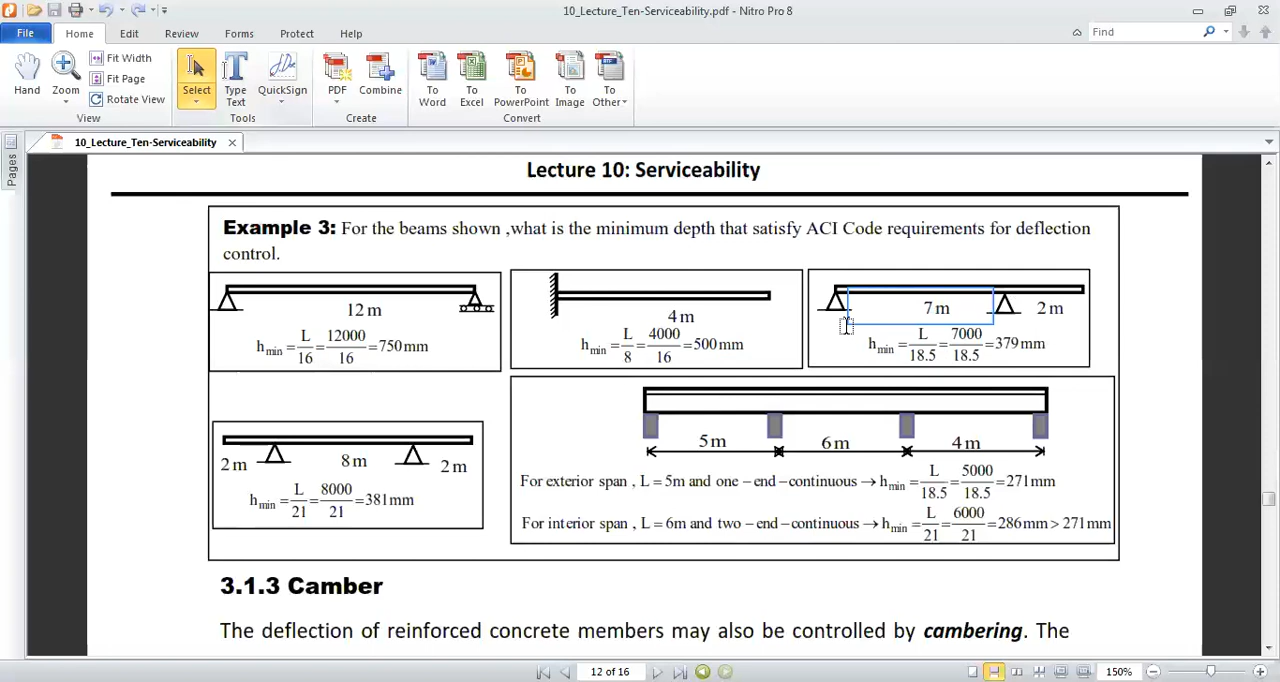 10_Lecture_Ten-Serviceability.pdf - Nitro Pro 8
File Home Edit Review Forms Protect Help Find
Hand
Zoom
Fit Width
Fit Page
Rotate View
View
Select
Type Text
QuickSign
Tools
PDF
Combine
Create
To Word
To Excel
To PowerPoint
To Image
To Other
Convert
10_Lecture_Ten-Serviceability
Pages
Lecture 10: Serviceability
Example 3: For the beams shown ,what is the minimum depth that satisfy ACI Code requirements for deflection
control.
12 m
h min = L/16 = 12000/16 = 750 mm
4 m
h min = L/8 = 4000/16 = 500 mm
7 m 2 m
h min = L/18.5 = 7000/18.5 = 379 mm
2 m 8 m 2 m
h min = L/21 = 8000/21 = 381 mm
5 m 6 m 4 m
For exterior span , L = 5m and one – end – continuous → h min = L/18.5 = 5000/18.5 = 271 mm
For interior span , L = 6m and two – end – continuous → h min = L/21 = 6000/21 = 286 mm > 271 mm
3.1.3 Camber
The deflection of reinforced concrete members may also be controlled by cambering. The
12 of 16
150%